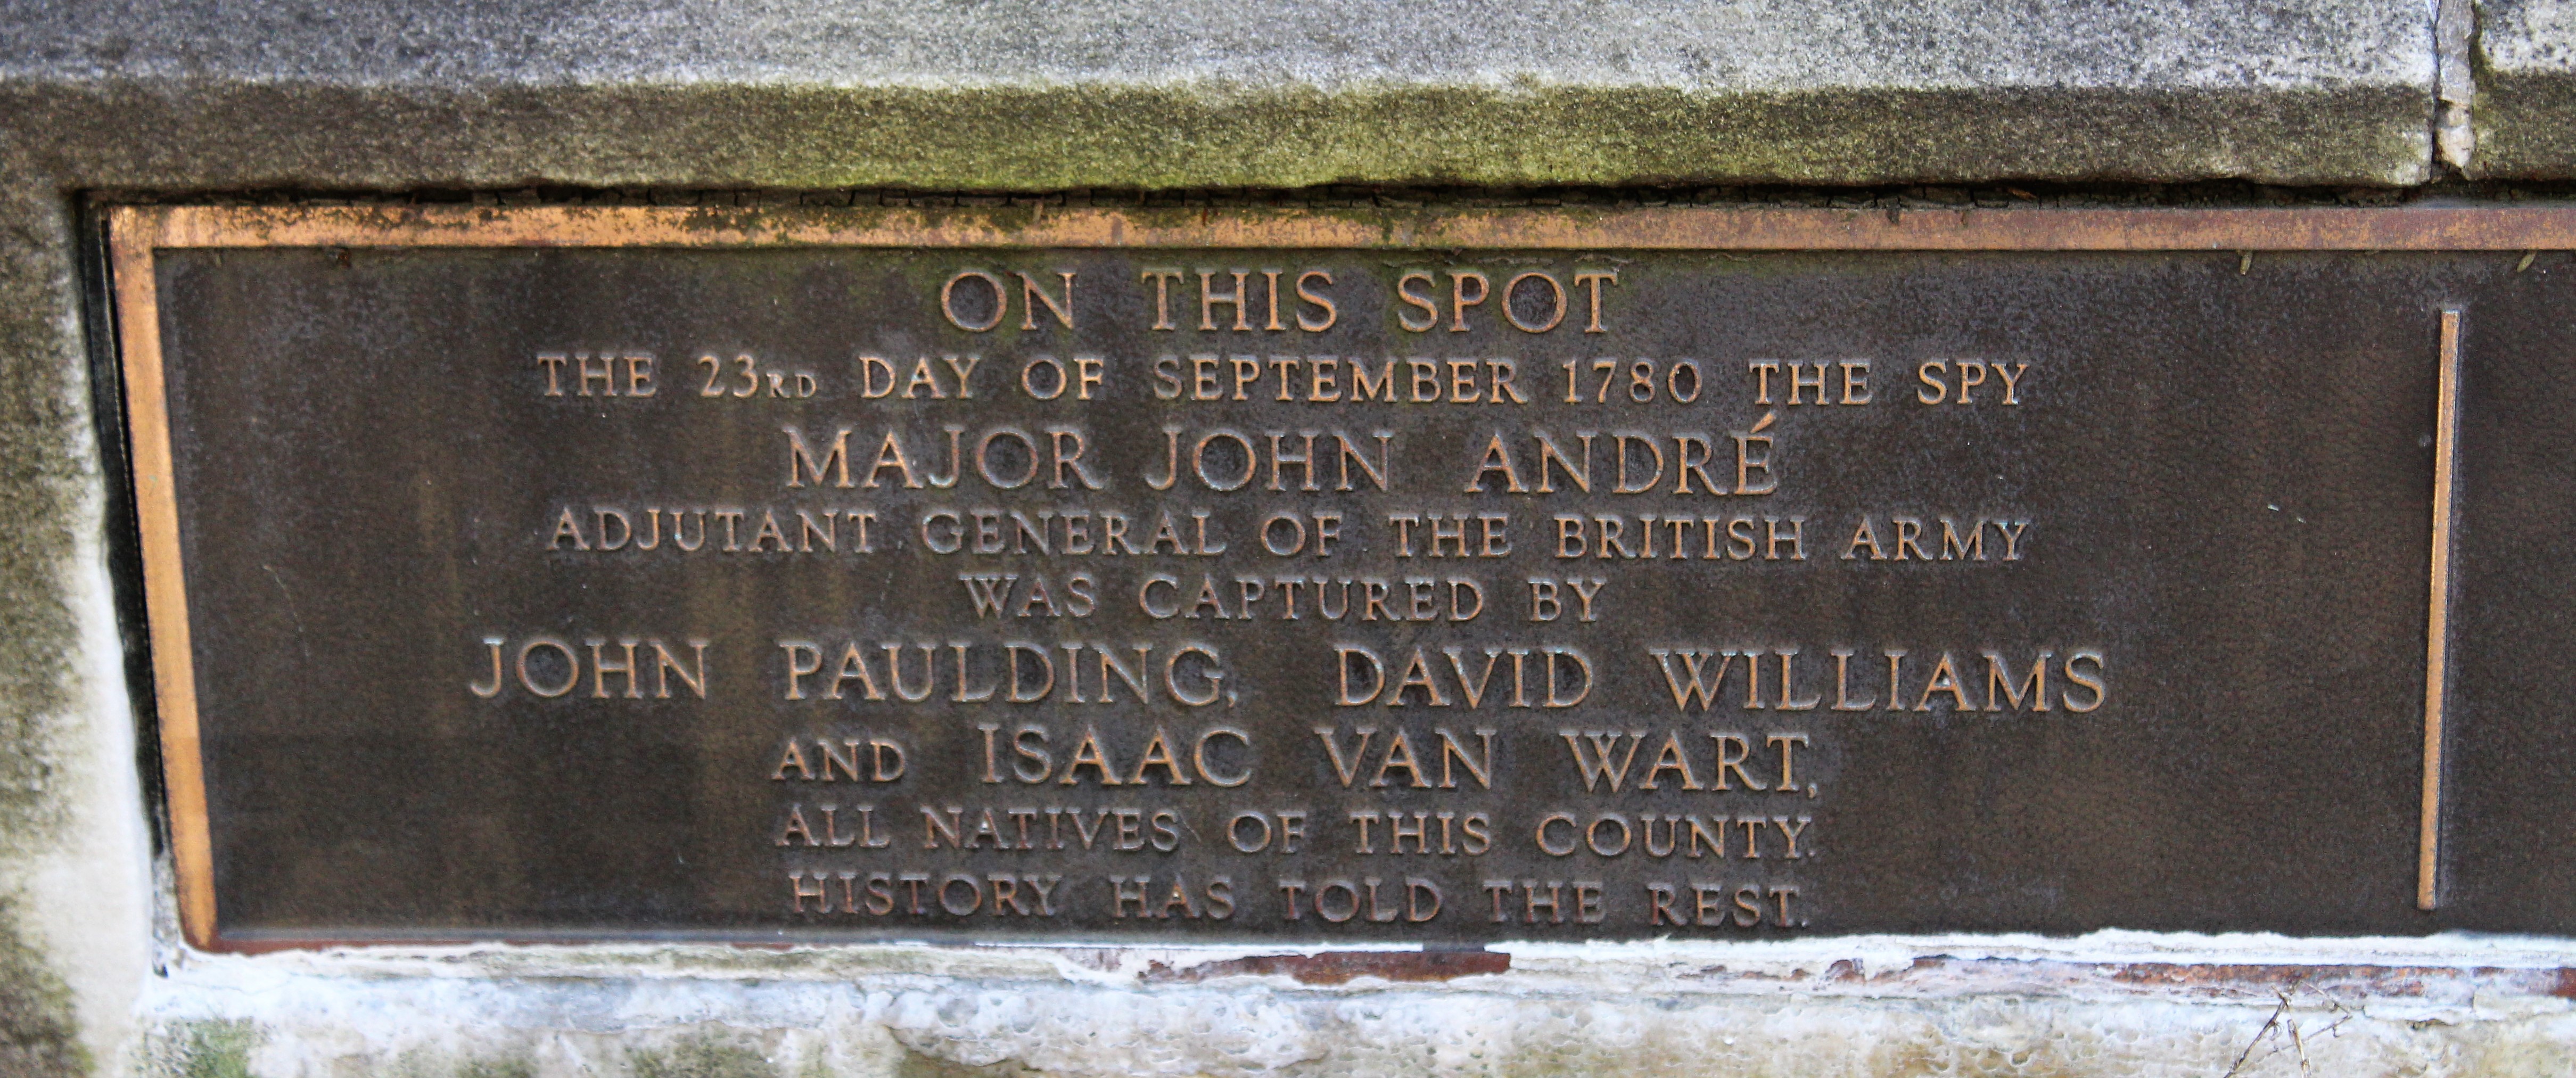 ON THIS SPOT
THE 23RD DAY OF SEPTEMBER 1780 THE SPY
MAJOR JOHN ANDRÉ
ADJUTANT GENERAL OF THE BRITISH ARMY
WAS CAPTURED BY
JOHN PAULDING, DAVID WILLIAMS
AND ISAAC VAN WART,
ALL NATIVES OF THIS COUNTY.
HISTORY HAS TOLD THE REST.